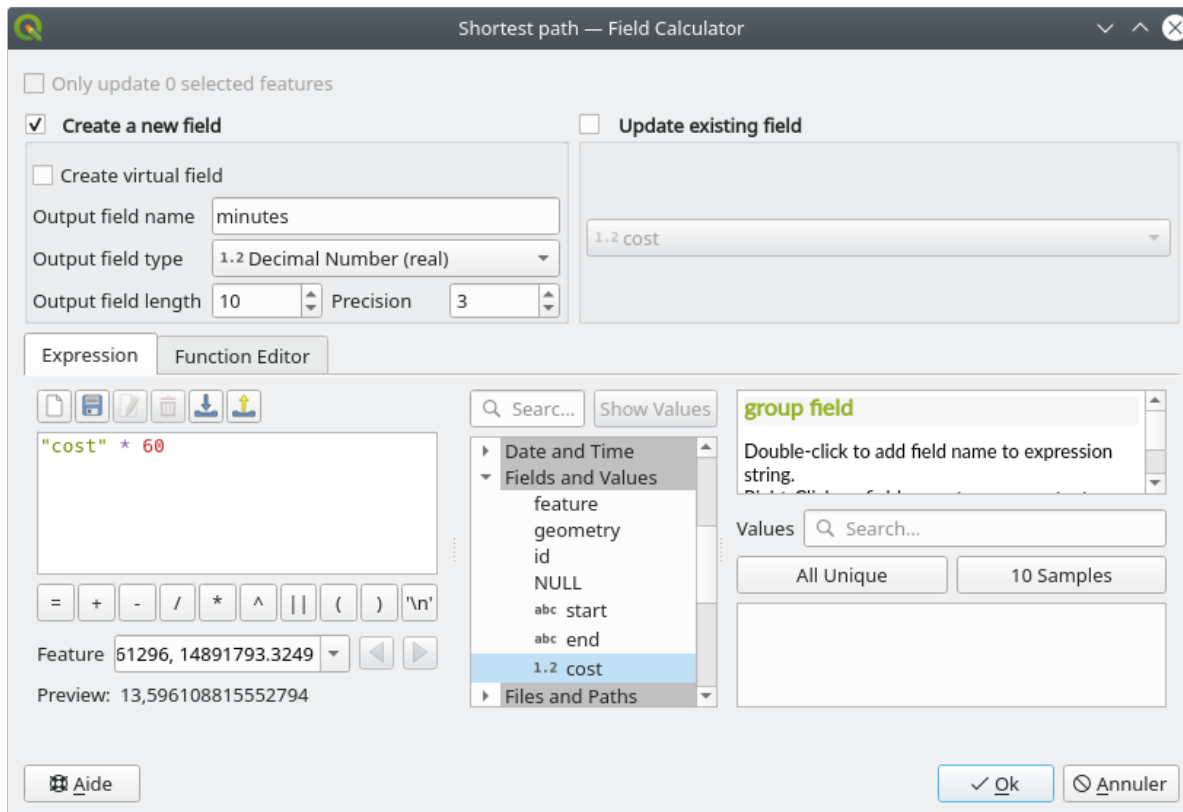 Shortest path — Field Calculator
Only update 0 selected features
Create a new field
Update existing field
Create virtual field
Output field name minutes
1.2 cost
Output field type 1.2 Decimal Number (real)
Output field length 10 Precision 3
Expression Function Editor
Searc... Show Values
"cost" * 60
Date and Time
Fields and Values
feature
geometry
id
NULL
abc start
abc end
1.2 cost
Files and Paths
group field
Double-click to add field name to expression
string.
Values Search...
All Unique 10 Samples
= + - / * ^ || ( ) '\n'
Feature 61296, 14891793.3249
Preview: 13,596108815552794
Aide
Ok Annuler